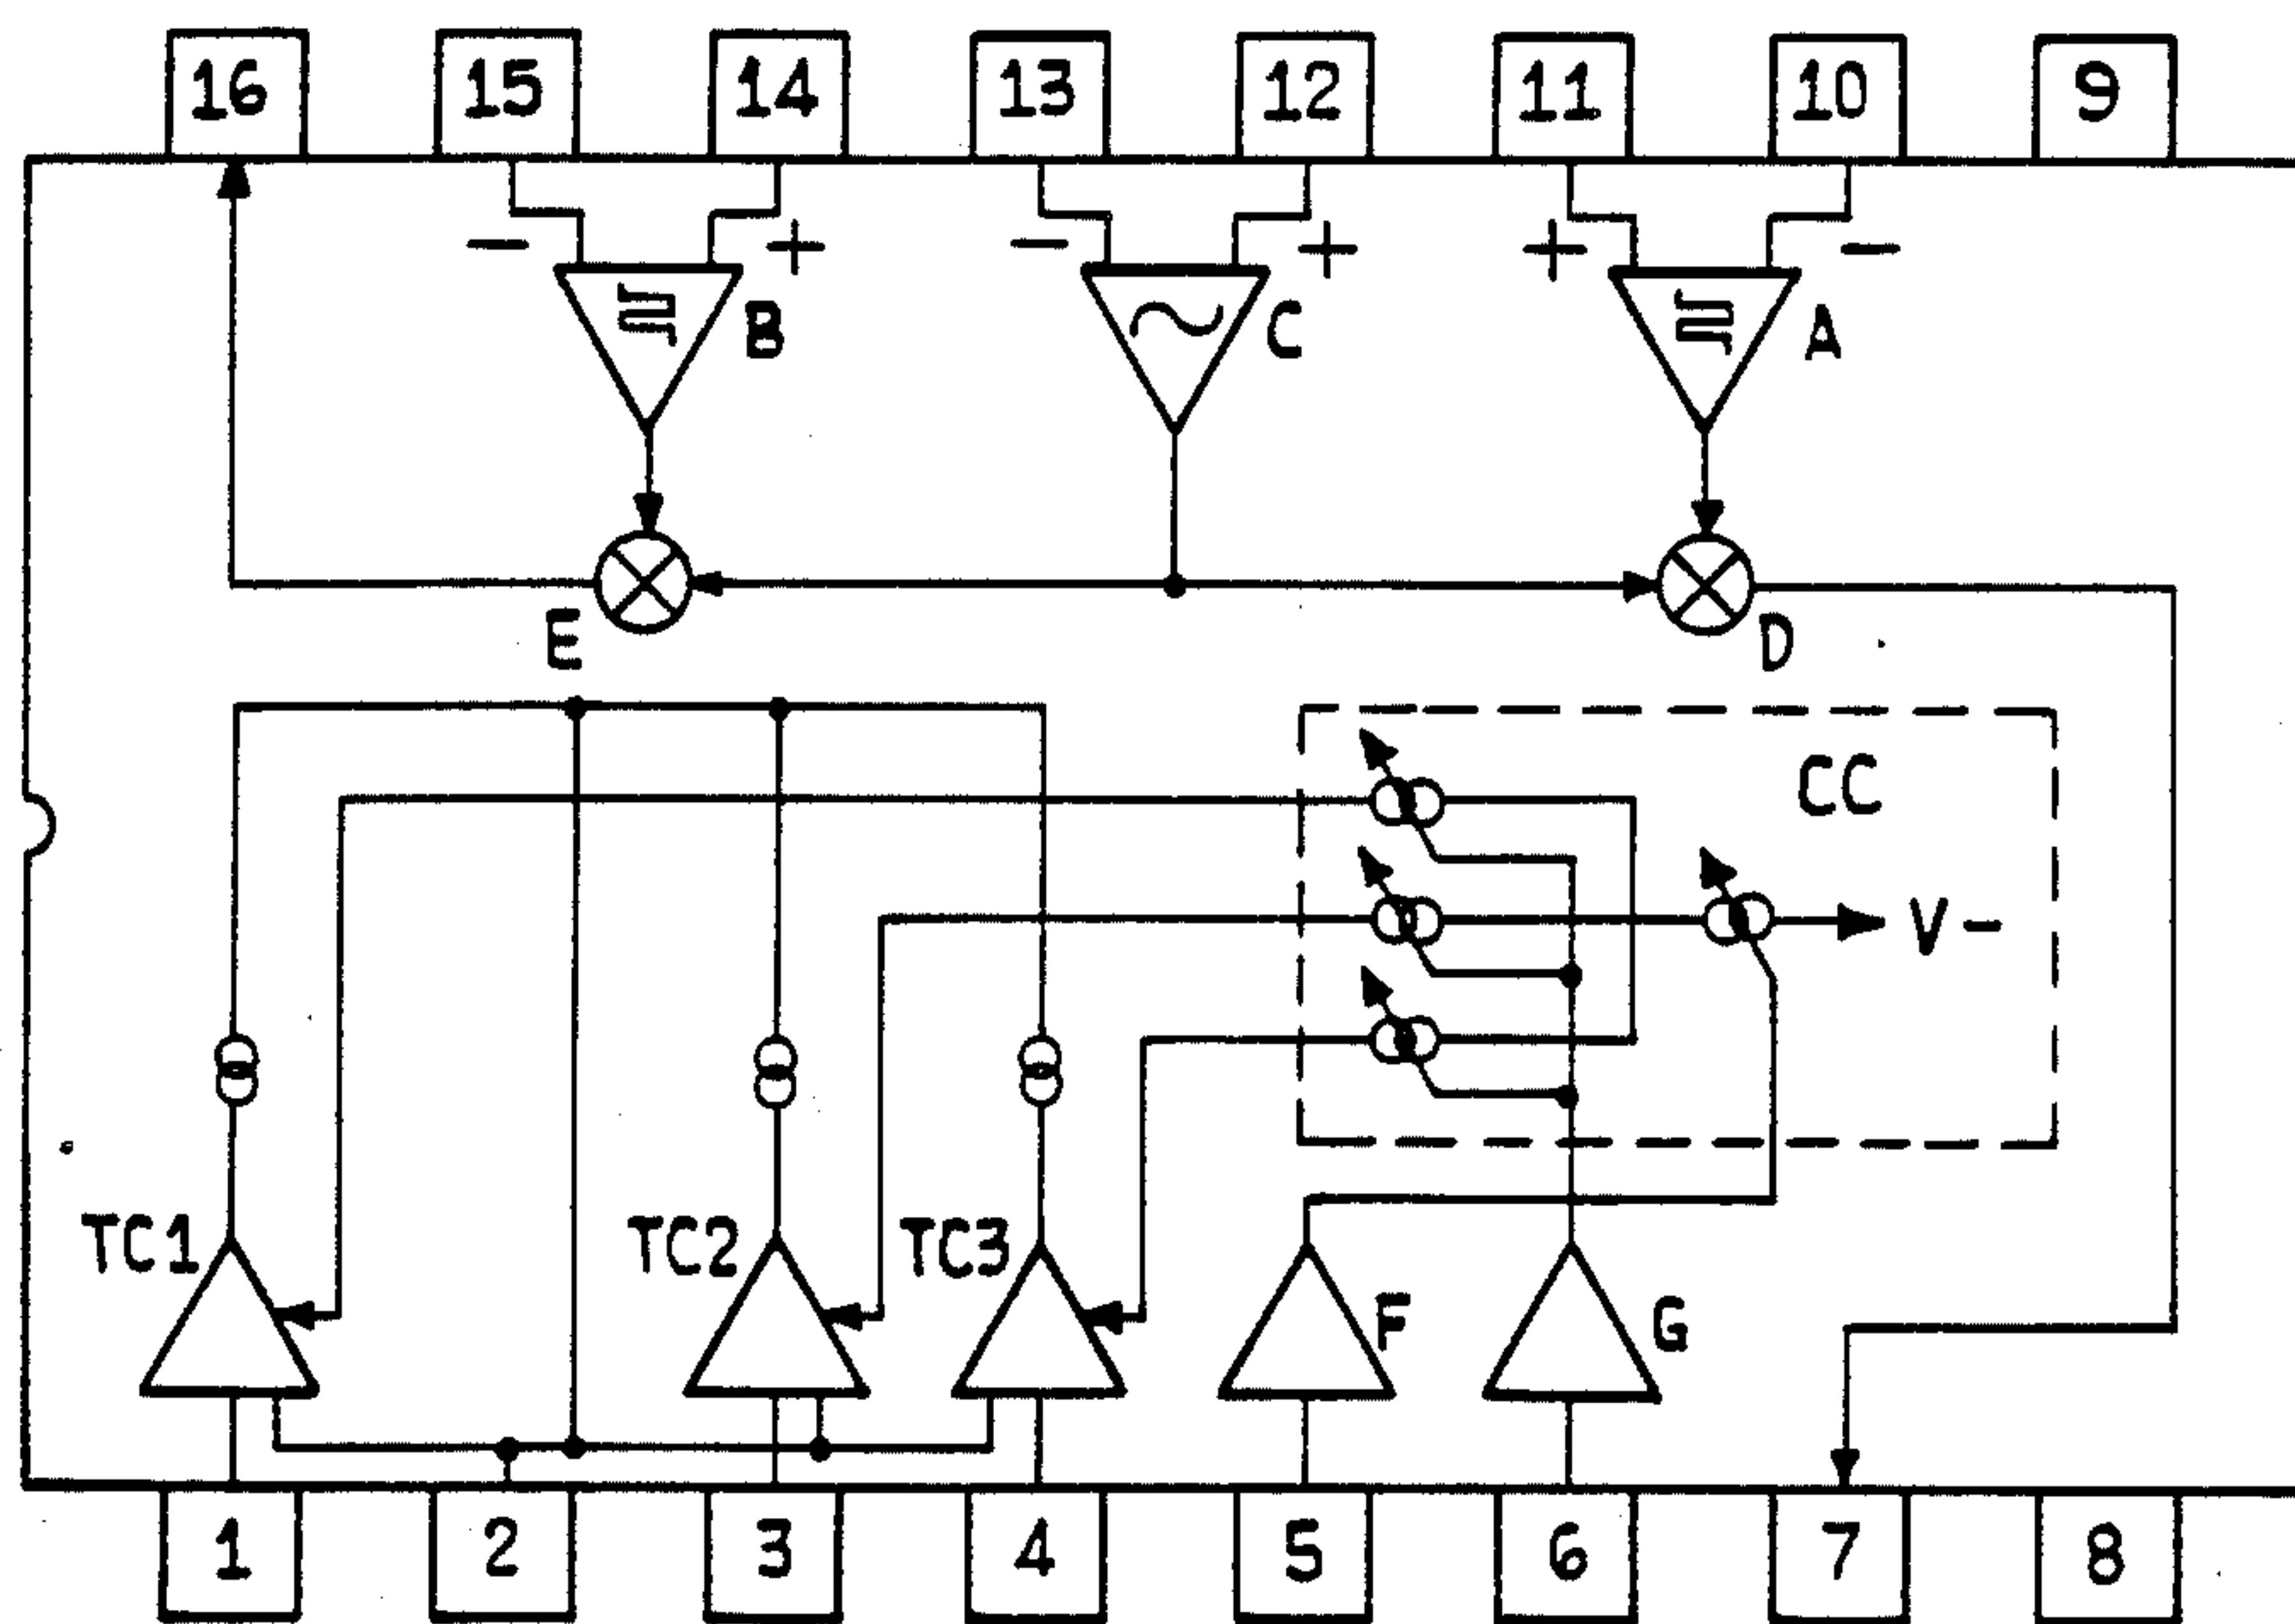 16 15 14 13 12 11 10 9
− + − + + −
B C A
E D
CC
V-
TC1 TC2 TC3 F G
1 2 3 4 5 6 7 8